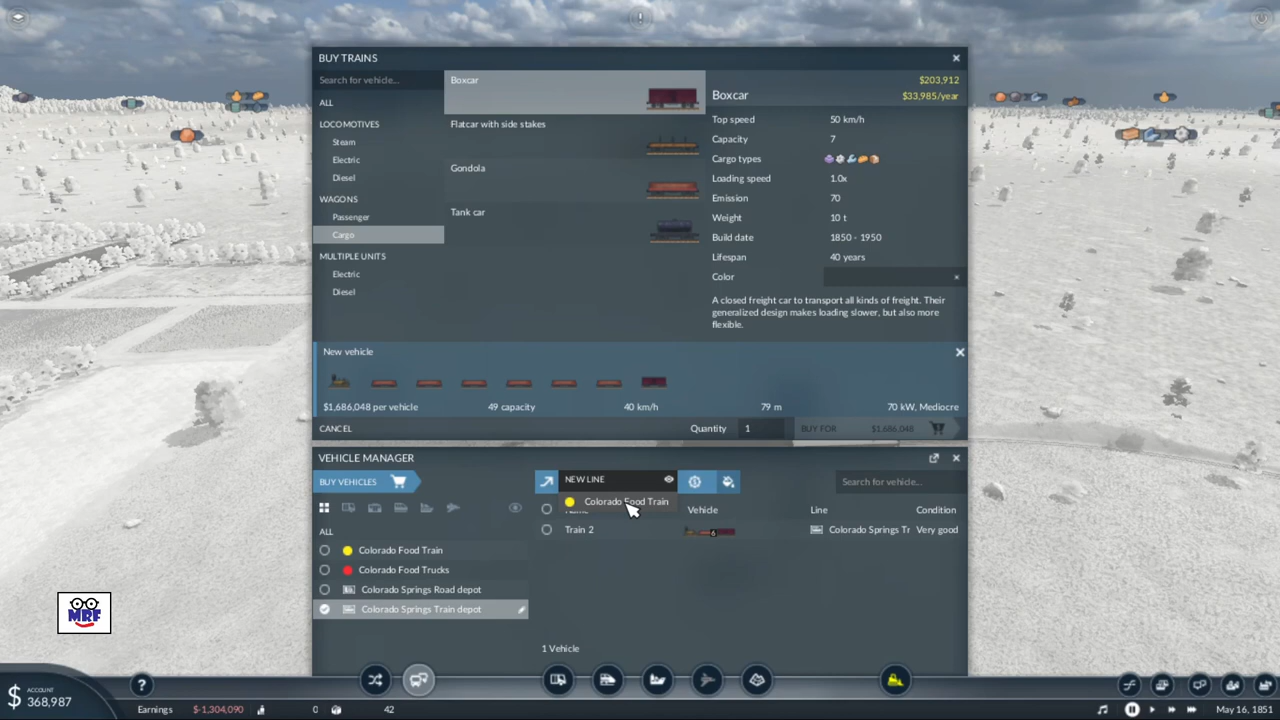 BUY TRAINS
Search for vehicle...
ALL
LOCOMOTIVES
Steam
Electric
Diesel
WAGONS
Passenger
Cargo
MULTIPLE UNITS
Electric
Diesel
Boxcar
Flatcar with side stakes
Gondola
Tank car
$203,912
Boxcar
$33,985/year
Top speed 50 km/h
Capacity 7
Cargo types
Loading speed 1.0x
Emission 70
Weight 10 t
Build date 1850 - 1950
Lifespan 40 years
Color
A closed freight car to transport all kinds of freight. Their
generalized design makes loading slower, but also more
flexible.
New vehicle
$1,686,048 per vehicle 49 capacity 40 km/h 79 m 70 kW, Mediocre
CANCEL Quantity 1 BUY FOR $1,686,048
VEHICLE MANAGER
BUY VEHICLES
NEW LINE
Search for vehicle...
Colorado Food Train
Vehicle Line Condition
ALL
Train 2 6 Colorado Springs Tr Very good
Colorado Food Train
Colorado Food Trucks
Colorado Springs Road depot
Colorado Springs Train depot
1 Vehicle
MRF
$ ACCOUNT
368,987
?
Earnings $-1,304,090 0 42
May 16, 1851